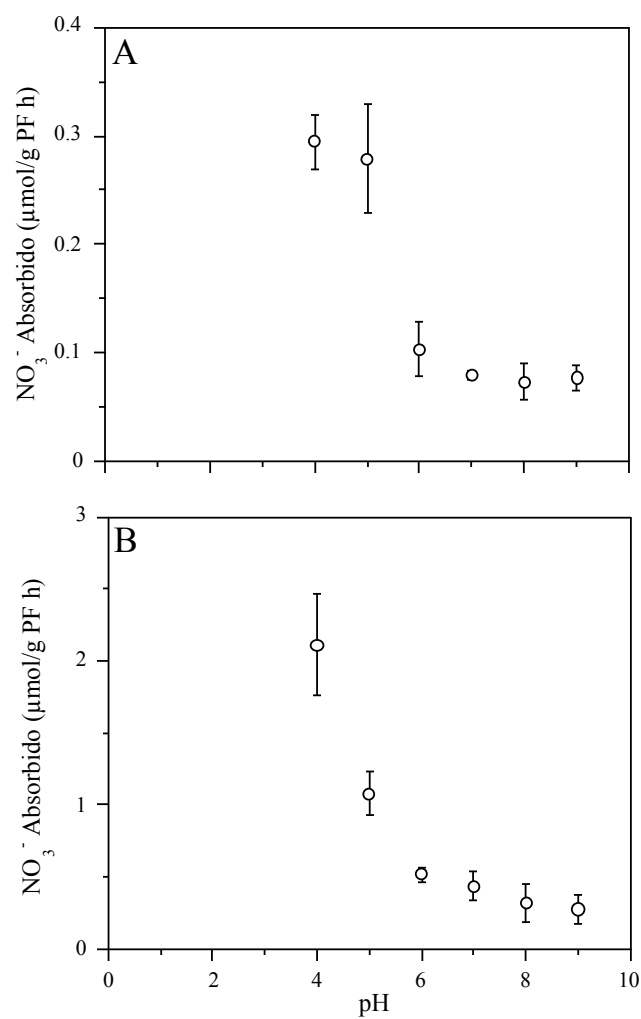 0.4
A
0.3
0.2
0.1
0
NO₃⁻ Absorbido (µmol/g PF h)
3
B
2
1
0
NO₃⁻ Absorbido (µmol/g PF h)
0 2 4 6 8 10
pH